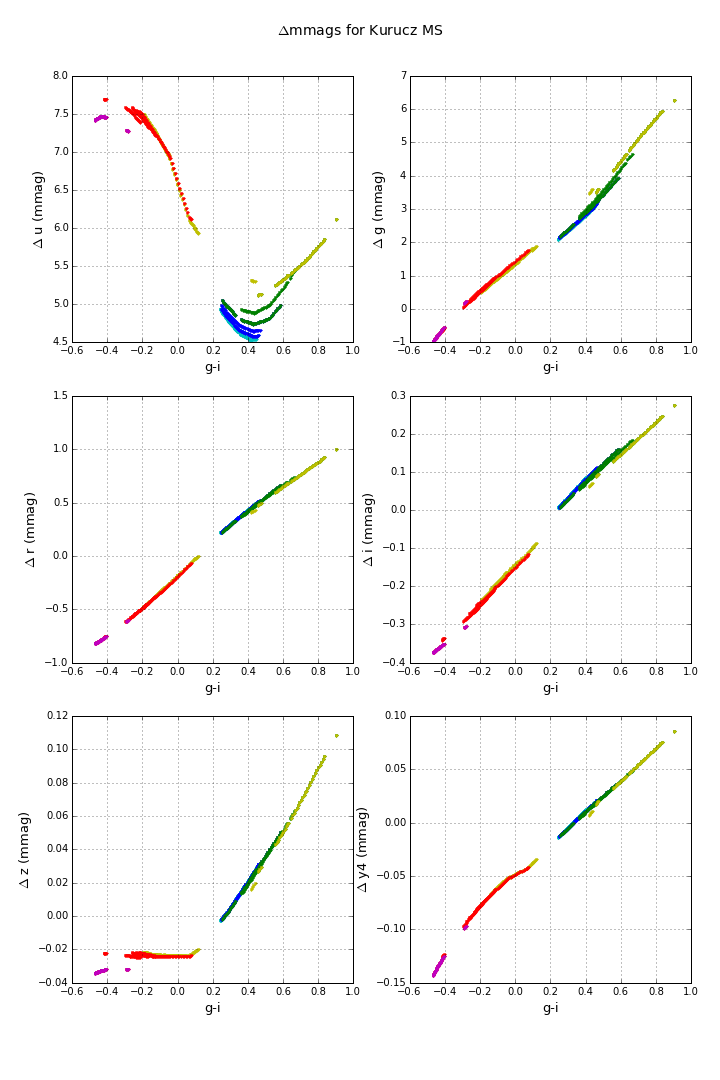 Δmmags for Kurucz MS
8.0
7.5
7.0
6.5
6.0
5.5
5.0
4.5
Δ u (mmag)
−0.6 −0.4 −0.2 0.0 0.2 0.4 0.6 0.8 1.0
g-i
7
6
5
4
3
2
1
0
−1
Δ g (mmag)
−0.6 −0.4 −0.2 0.0 0.2 0.4 0.6 0.8 1.0
g-i
1.5
1.0
0.5
0.0
−0.5
−1.0
Δ r (mmag)
−0.6 −0.4 −0.2 0.0 0.2 0.4 0.6 0.8 1.0
g-i
0.3
0.2
0.1
0.0
−0.1
−0.2
−0.3
−0.4
Δ i (mmag)
−0.6 −0.4 −0.2 0.0 0.2 0.4 0.6 0.8 1.0
g-i
0.12
0.10
0.08
0.06
0.04
0.02
0.00
−0.02
−0.04
Δ z (mmag)
−0.6 −0.4 −0.2 0.0 0.2 0.4 0.6 0.8 1.0
g-i
0.10
0.05
0.00
−0.05
−0.10
−0.15
Δ y4 (mmag)
−0.6 −0.4 −0.2 0.0 0.2 0.4 0.6 0.8 1.0
g-i